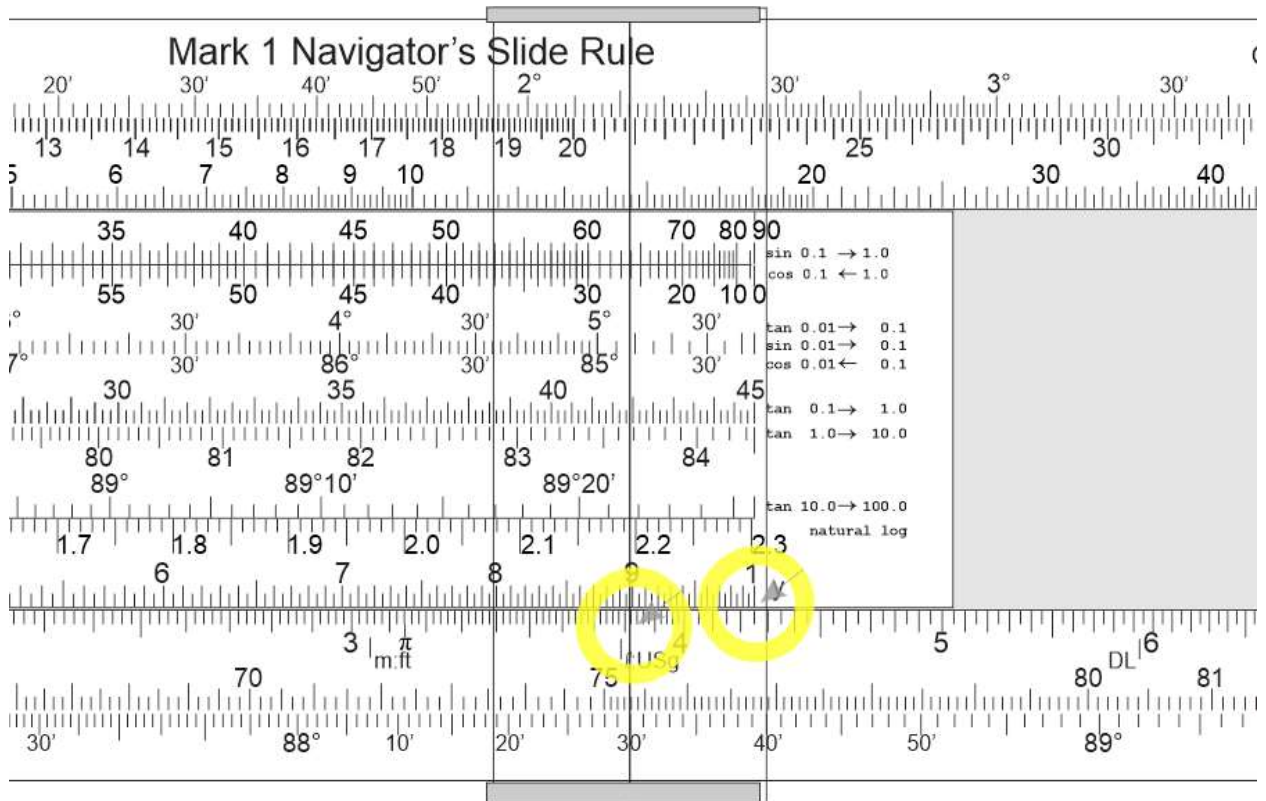 Mark 1 Navigator's Slide Rule
20' 30' 40' 50' 2° 30' 3° 30'
13 14 15 16 17 18 19 20 25 30
5 6 7 8 9 10 20 30 40
35 40 45 50 60 70 80 90
sin 0.1 → 1.0
cos 0.1 ← 1.0
55 50 45 40 30 20 10 0
30' 4° 30' 5° 30'
tan 0.01→ 0.1
sin 0.01→ 0.1
cos 0.01← 0.1
7° 30' 86° 30' 85° 30'
30 35 40 45
tan 0.1→ 1.0
tan 1.0→ 10.0
80 81 82 83 84
89° 89°10' 89°20'
tan 10.0→ 100.0
natural log
1.7 1.8 1.9 2.0 2.1 2.2 2.3
6 7 8 9 1
3 π 4 5 6
m:ft USg DL
70 75 80 81
30' 88° 10' 20' 30' 40' 50' 89°